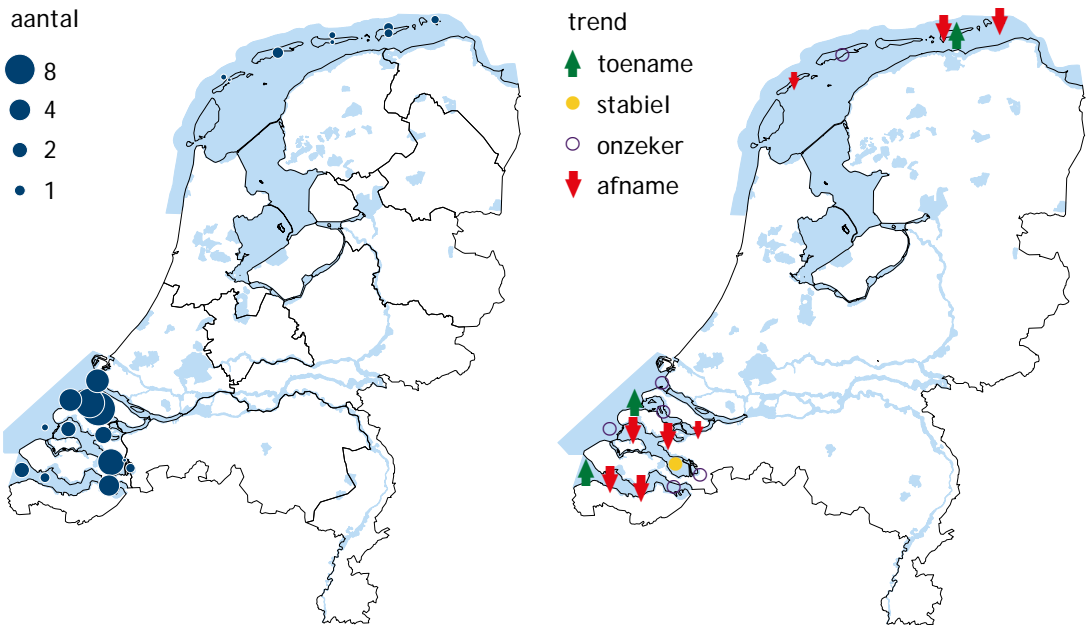 aantal
8
4
2
1
trend
toename
stabiel
onzeker
afname